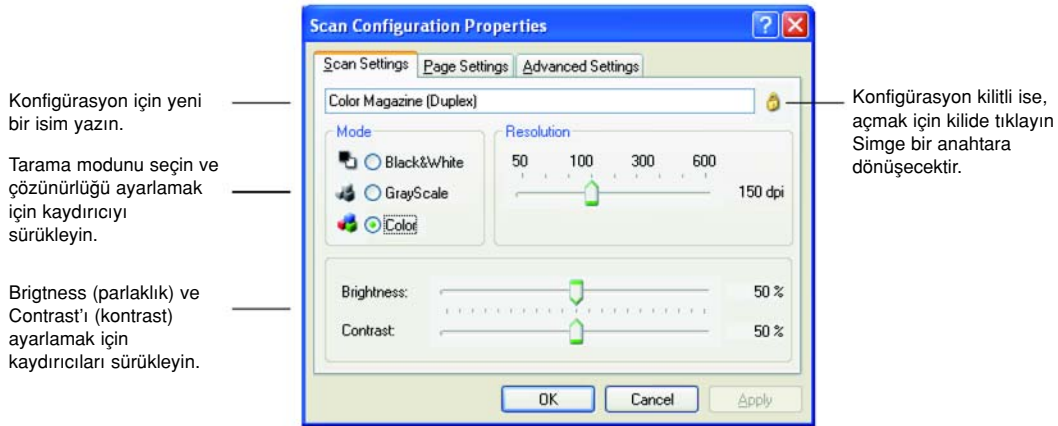 Scan Configuration Properties
Scan Settings
Page Settings
Advanced Settings
Konfigürasyon için yeni
bir isim yazın.
Color Magazine (Duplex)
Konfigürasyon kilitli ise,
açmak için kilide tıklayın
Simge bir anahtara
dönüşecektir.
Tarama modunu seçin ve
çözünürlüğü ayarlamak
için kaydırıcıyı
sürükleyin.
Mode
Black&White
GrayScale
Color
Resolution
50 100 300 600
150 dpi
Brigtness (parlaklık) ve
Contrast'ı (kontrast)
ayarlamak için
kaydırıcıları sürükleyin.
Brightness: 50 %
Contrast: 50 %
OK Cancel Apply